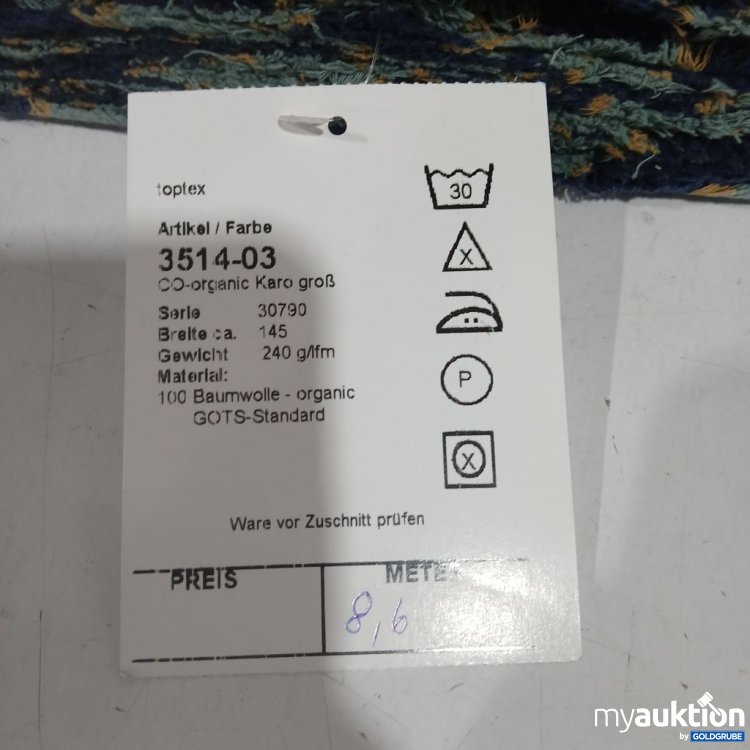 toptex
Artikel / Farbe
3514-03
CO-organic Karo groß
Serie 30790
Breite ca. 145
Gewicht 240 g/lfm
Material:
100 Baumwolle - organic
GOTS-Standard
30
X
P
X
Ware vor Zuschnitt prüfen
PREIS METER
8,6
myauktion
by GOLDGRUBE